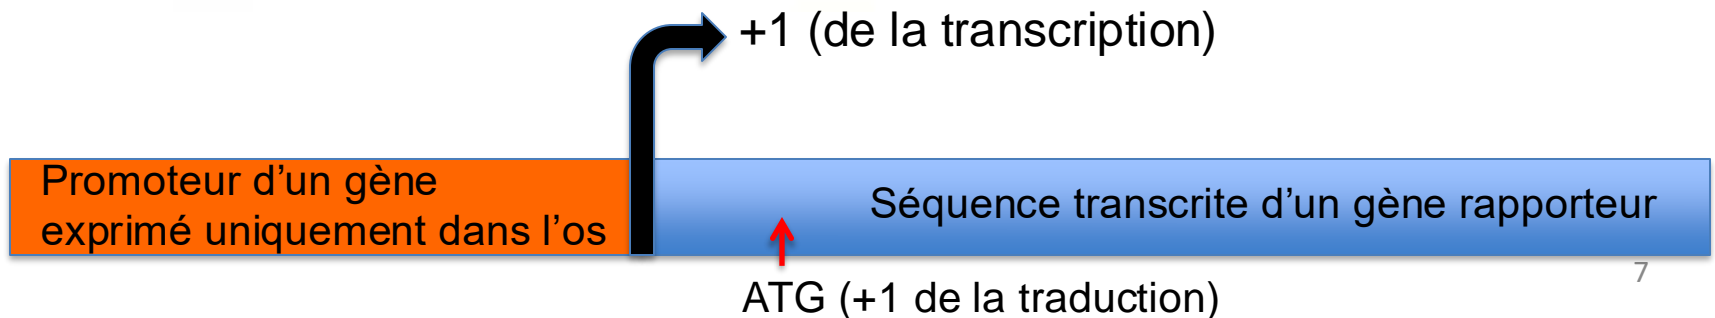 +1 (de la transcription)
Promoteur d’un gène
exprimé uniquement dans l’os
Séquence transcrite d’un gène rapporteur
7
ATG (+1 de la traduction)